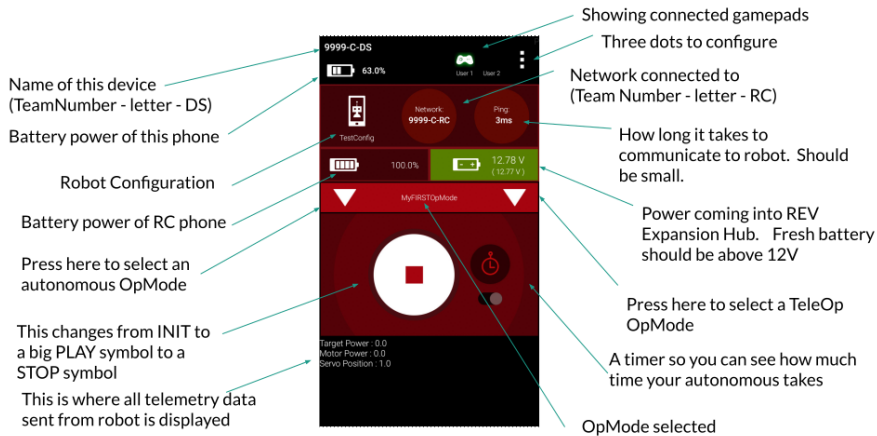 Showing connected gamepads
Three dots to configure
Network connected to
(Team Number - letter - RC)
How long it takes to
communicate to robot.  Should
be small.
Power coming into REV
Expansion Hub.   Fresh battery
should be above 12V
Press here to select a TeleOp
OpMode
A timer so you can see how much
time your autonomous takes
OpMode selected
Name of this device
(TeamNumber - letter - DS)
Battery power of this phone
Robot Configuration
Battery power of RC phone
Press here to select an
autonomous OpMode
This changes from INIT to
a big PLAY symbol to a
STOP symbol
This is where all telemetry data
sent from robot is displayed
9999-C-DS
63.0%
User 1 User 2
TestConfig
Network:
9999-C-RC
Ping:
3ms
100.0%
12.78 V
( 12.77 V )
MyFIRSTOpMode
Target Power : 0.0
Motor Power : 0.0
Servo Position : 1.0